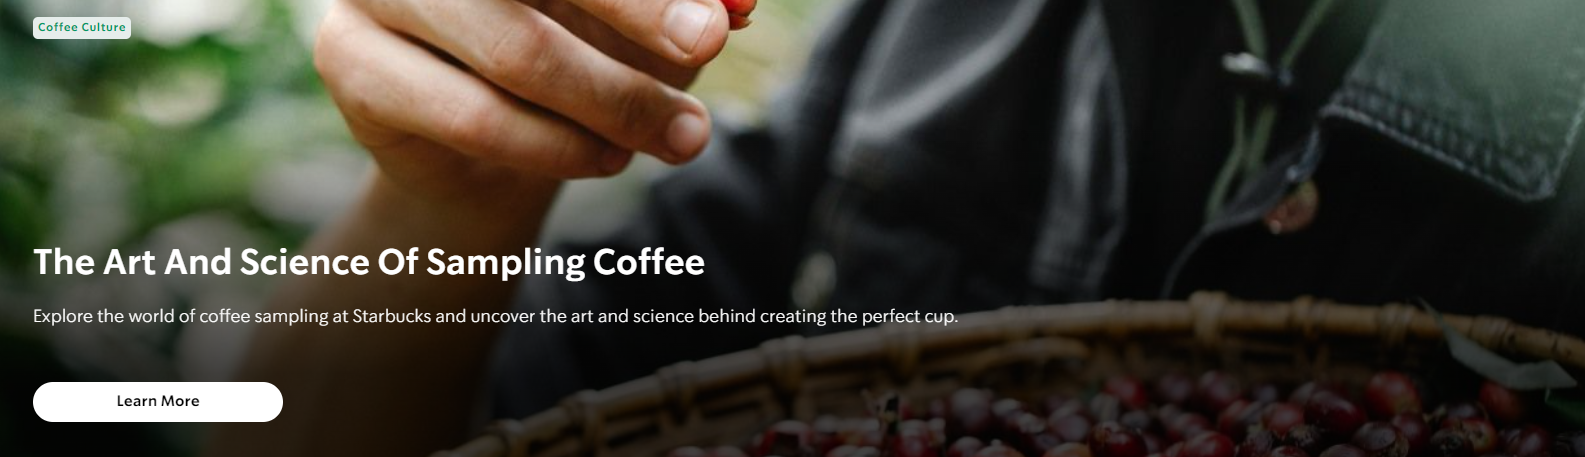 Coffee Culture
The Art And Science Of Sampling Coffee
Explore the world of coffee sampling at Starbucks and uncover the art and science behind creating the perfect cup.
Learn More